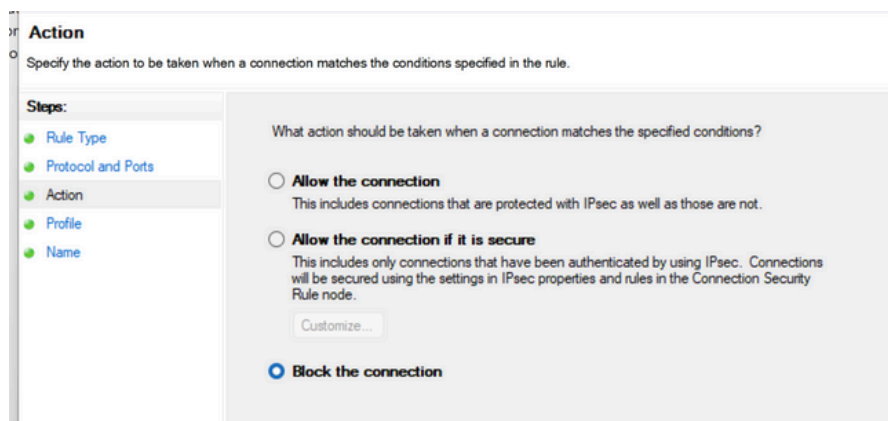 Action
Specify the action to be taken when a connection matches the conditions specified in the rule.
Steps:
Rule Type
Protocol and Ports
Action
Profile
Name
What action should be taken when a connection matches the specified conditions?
Allow the connection
This includes connections that are protected with IPsec as well as those are not.
Allow the connection if it is secure
This includes only connections that have been authenticated by using IPsec. Connections
will be secured using the settings in IPsec properties and rules in the Connection Security
Rule node.
Customize...
Block the connection